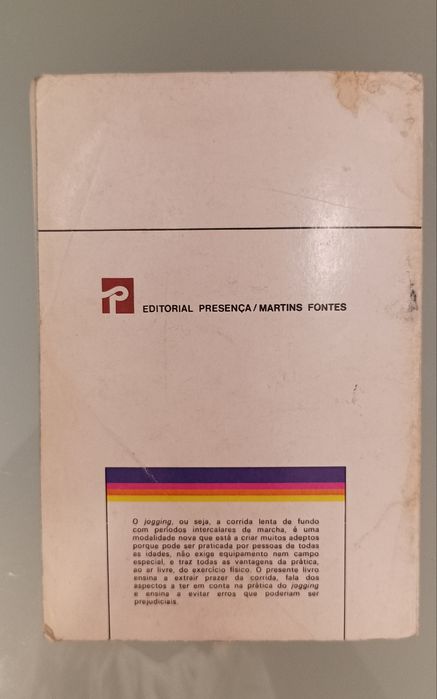 EDITORIAL PRESENÇA/MARTINS FONTES
O jogging, ou seja, a corrida lenta de fundo
com períodos intercalares de marcha, é uma
modalidade nova que está a criar muitos adeptos
porque pode ser praticada por pessoas de todas
as idades, não exige equipamento nem campo
especial, e traz todas as vantagens da prática,
ao ar livre, do exercício físico. O presente livro
ensina a extrair prazer da corrida, fala dos
aspectos a ter em conta na prática do jogging
e ensina a evitar erros que poderiam ser
prejudiciais.